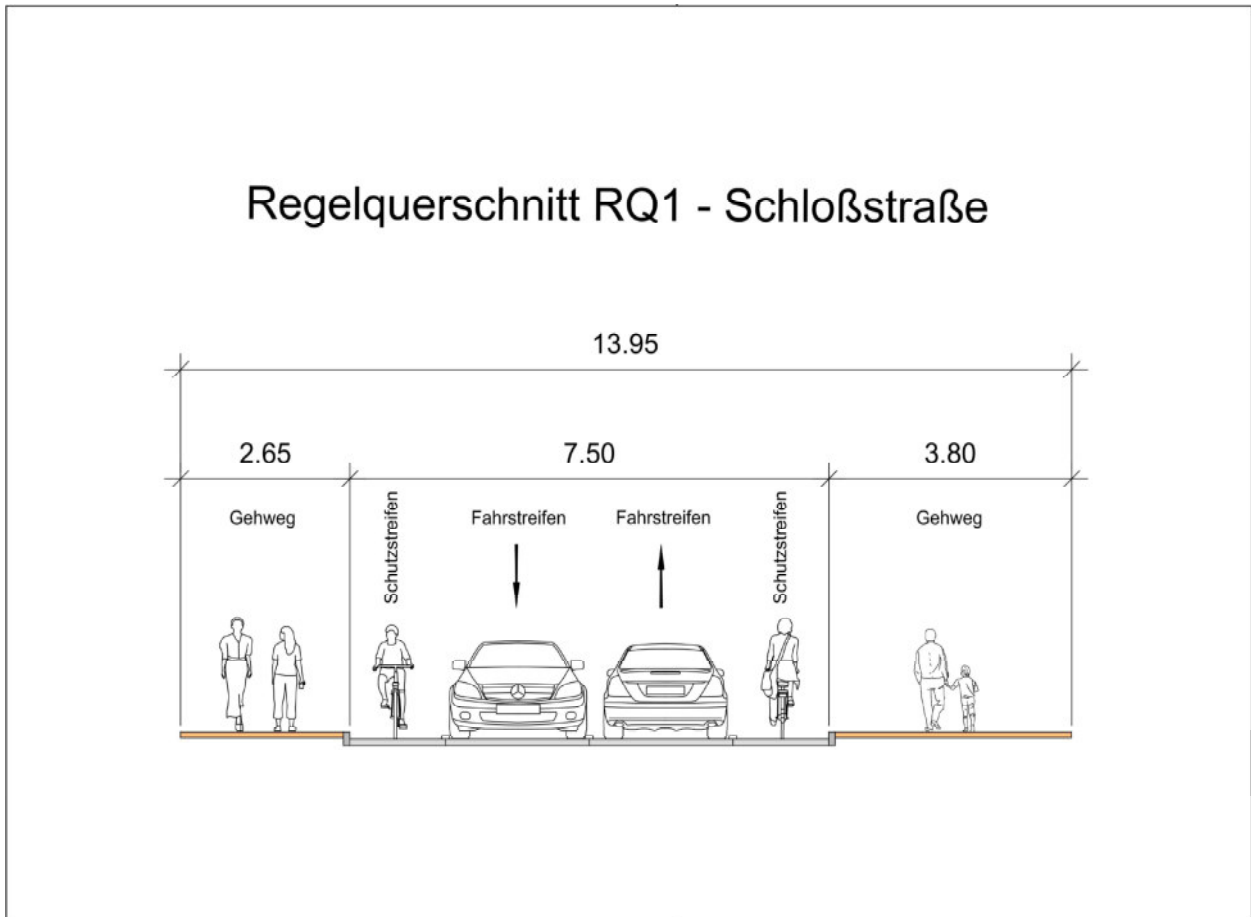 Regelquerschnitt RQ1 - Schloßstraße
13.95
2.65
7.50
3.80
Gehweg
Schutzstreifen
Fahrstreifen
Fahrstreifen
Schutzstreifen
Gehweg